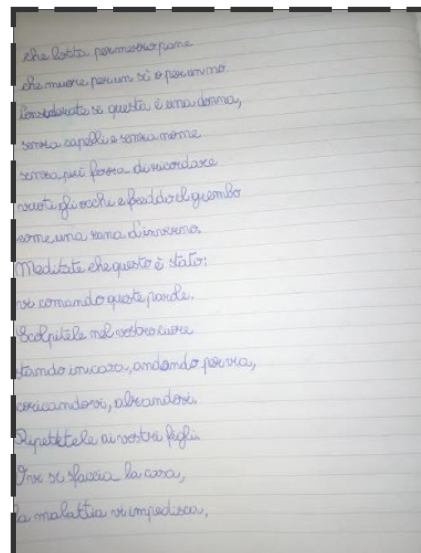 che lotta per mezzo pane
che muore per un sì o per un no.
Considerate se questa è una donna,
senza capelli e senza nome
senza più forza di ricordare
vuoti gli occhi e freddo il grembo
come una rana d'inverno.
Meditate che questo è stato:
vi comando queste parole.
Scolpitele nel vostro cuore
stando in casa, andando per via,
coricandovi, alzandovi.
Ripetetele ai vostri figli.
O vi si sfaccia la casa,
la malattia vi impedisca,